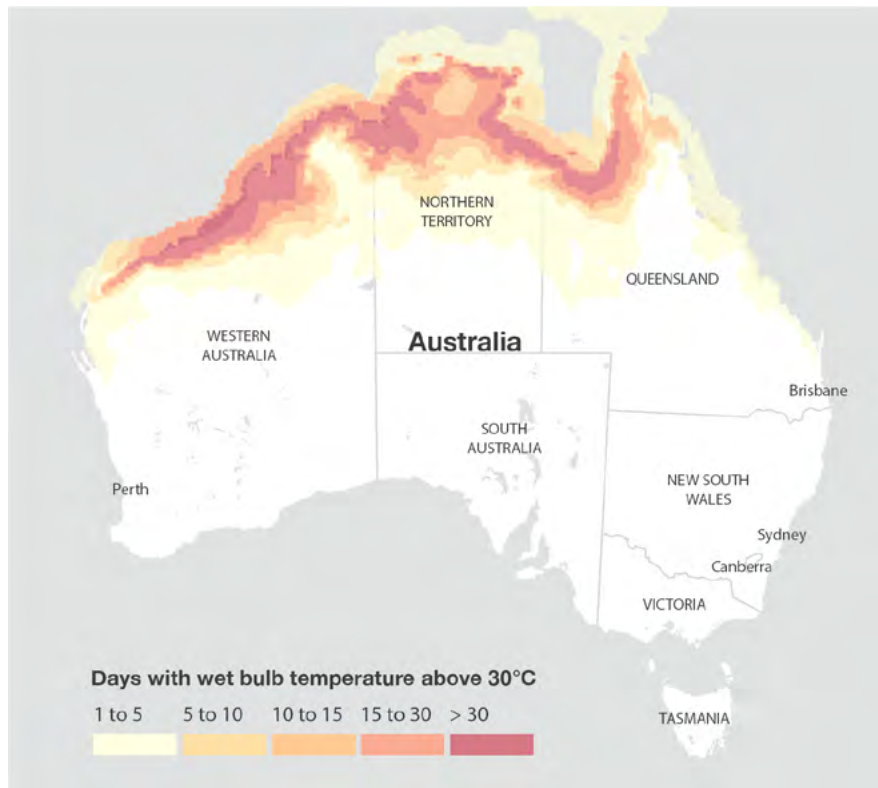 NORTHERN
TERRITORY
QUEENSLAND
WESTERN
AUSTRALIA
Australia
Brisbane
SOUTH
AUSTRALIA
Perth
NEW SOUTH
WALES
Sydney
Canberra
VICTORIA
Days with wet bulb temperature above 30°C
1 to 5 5 to 10 10 to 15 15 to 30 > 30
TASMANIA